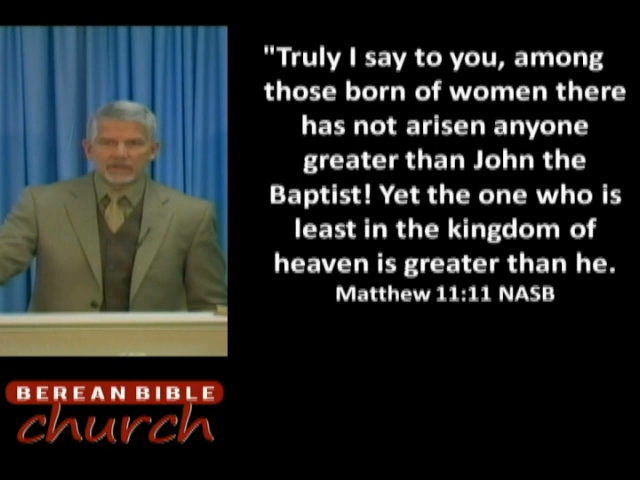 "Truly I say to you, among
those born of women there
has not arisen anyone
greater than John the
Baptist! Yet the one who is
least in the kingdom of
heaven is greater than he.
Matthew 11:11 NASB
BEREAN BIBLE
church